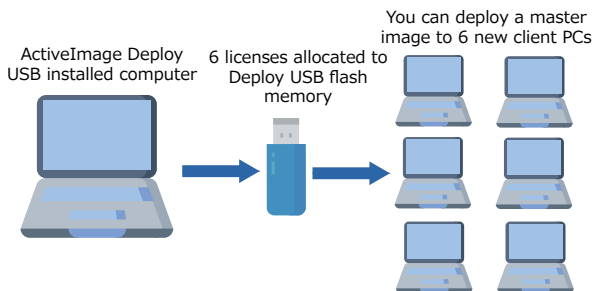 ActiveImage Deploy
USB installed computer
6 licenses allocated to
Deploy USB flash
memory
You can deploy a master
image to 6 new client PCs